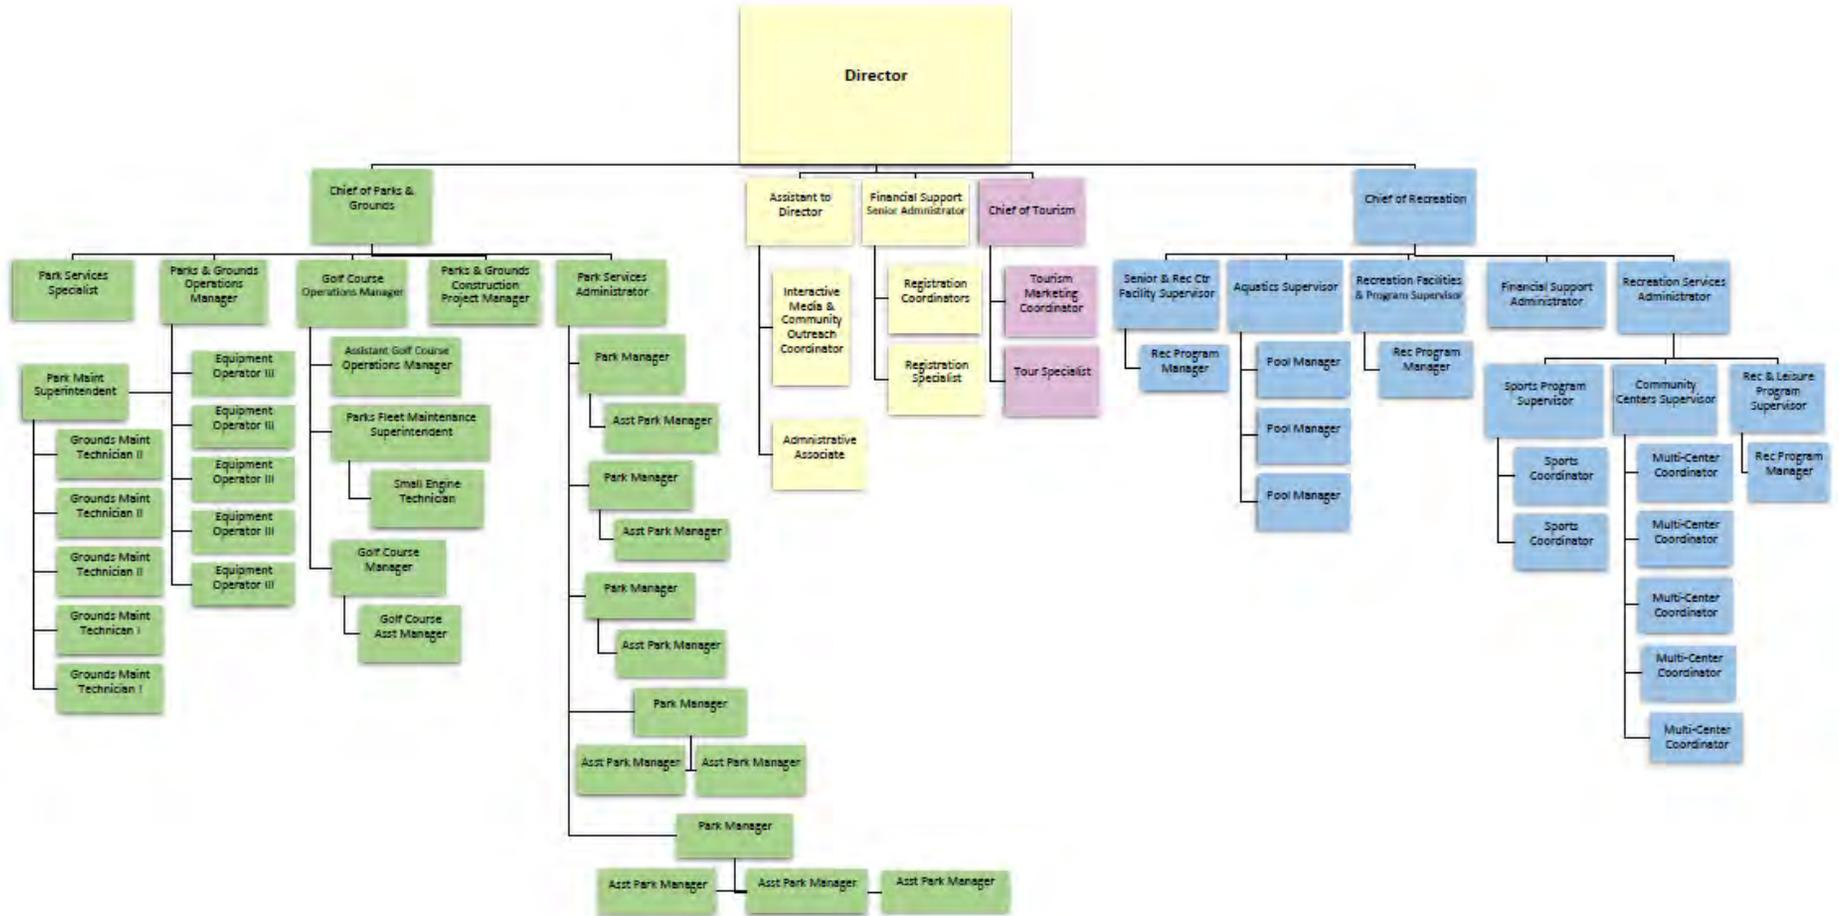 Director
Chief of Parks &
Grounds
Assistant to
Director
Financial Support
Senior Administrator
Chief of Tourism
Chief of Recreation
Park Services
Specialist
Parks & Grounds
Operations
Manager
Golf Course
Operations Manager
Parks & Grounds
Construction
Project Manager
Park Services
Administrator
Park Maint
Superintendent
Grounds Maint
Technician II
Grounds Maint
Technician II
Grounds Maint
Technician II
Grounds Maint
Technican I
Grounds Maint
Technician I
Equipment
Operator III
Equipment
Operator III
Equipment
Operator III
Equipment
Operator III
Equipment
Operator III
Assistant Golf Course
Operations Manager
Parks Fleet Maintenance
Superintendent
Small Engine
Technician
Golf Course
Manager
Golf Course
Asst Manager
Park Manager
Asst Park Manager
Park Manager
Asst Park Manager
Park Manager
Asst Park Manager
Park Manager
Asst Park Manager
Asst Park Manager
Park Manager
Asst Park Manager
Asst Park Manager
Asst Park Manager
Interactive
Media &
Community
Outreach
Coordinator
Admnistrative
Associate
Registration
Coordinators
Registration
Specialist
Tourism
Marketing
Coordinator
Tour Specialist
Senior & Rec Ctr
Facility Supervisor
Aquatics Supervisor
Recreation Facilities
& Program Supervisor
Financial Support
Administrator
Recreation Services
Administrator
Rec Program
Manager
Pool Manager
Pool Manager
Pool Manager
Rec Program
Manager
Sports Program
Supervisor
Community
Centers Supervisor
Rec & Leisure
Program
Supervisor
Sports
Coordinator
Sports
Coordinator
Multi-Center
Coordinator
Multi-Center
Coordinator
Multi-Center
Coordinator
Multi-Center
Coordinator
Multi-Center
Coordinator
Rec Program
Manager